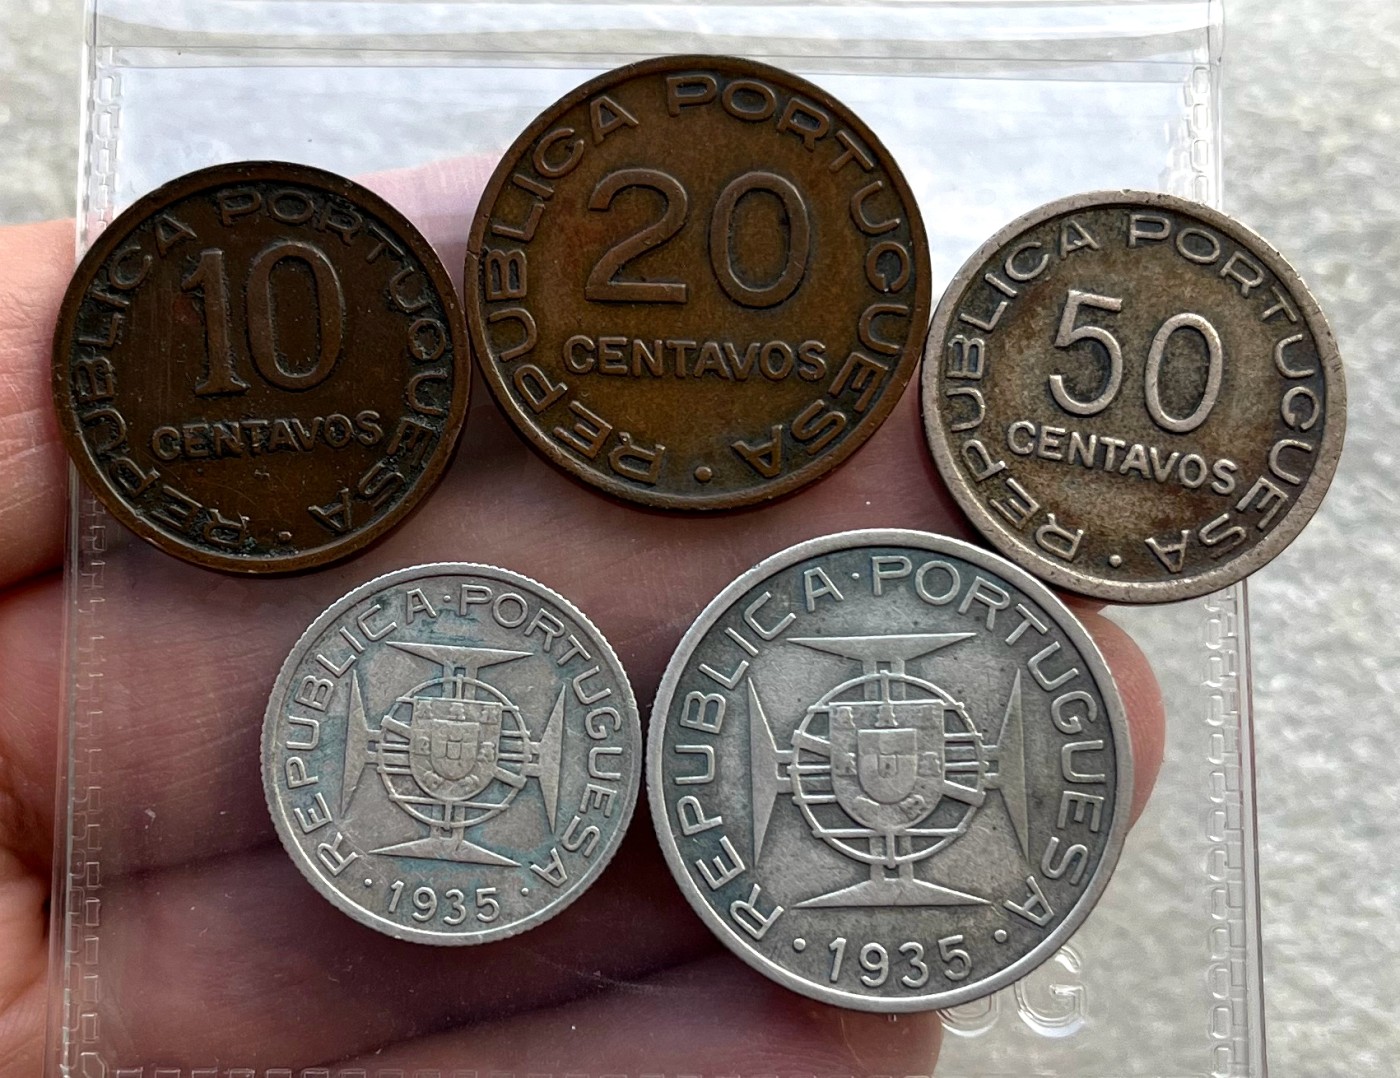 REPUBLICA PORTUGUESA
10
CENTAVOS
REPUBLICA PORTUGUESA
20
CENTAVOS
REPUBLICA PORTUGUESA
50
CENTAVOS
REPUBLICA·PORTUGUESA
·1935·
REPUBLICA·PORTUGUESA
·1935·